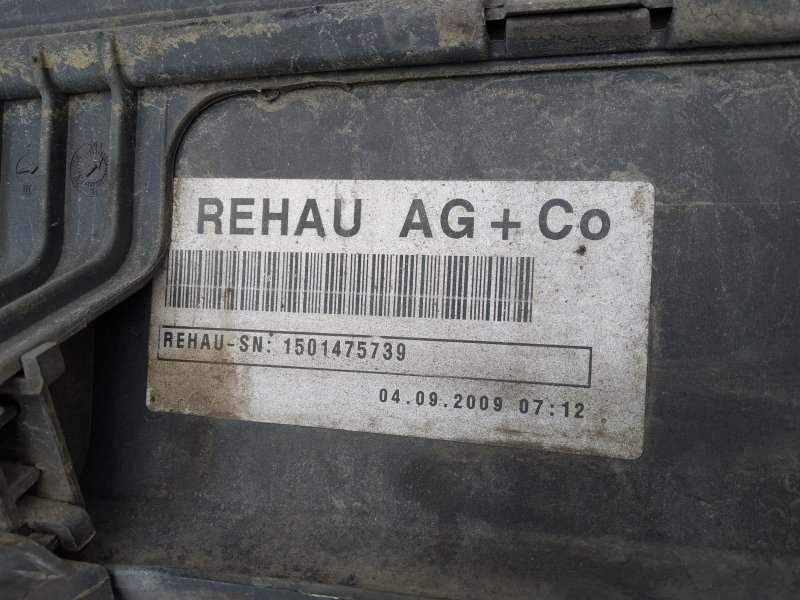 REHAU AG + Co
REHAU-SN: 1501475739
04.09.2009 07:12